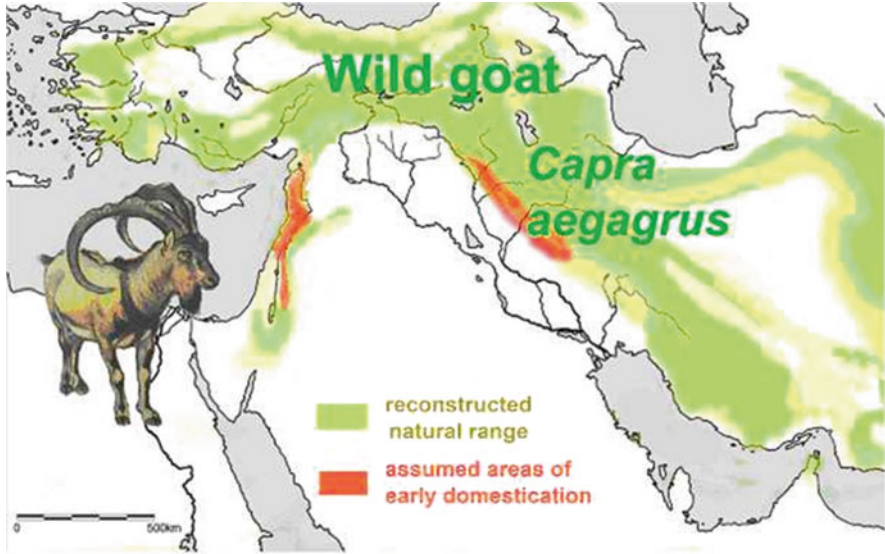 Wild goat
Capra
aegagrus
reconstructed
natural range
assumed areas of
early domestication
0
500km